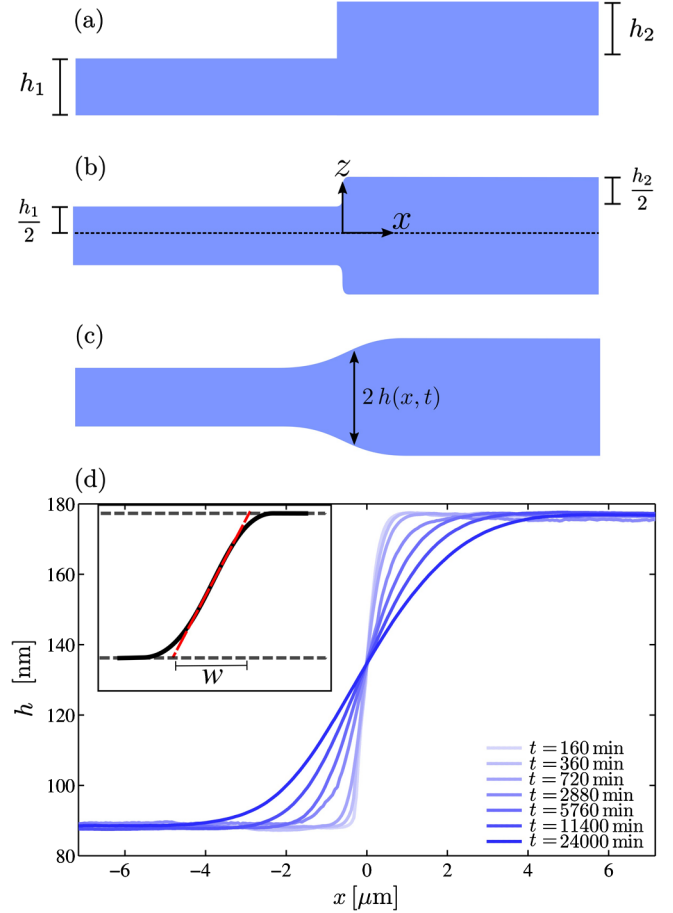 (a)
h₁
h₂
(b)
h₁/2
z
x
h₂/2
(c)
2 h(x, t)
(d)
180
160
140
120
100
80
h [nm]
w
t = 160 min
t = 360 min
t = 720 min
t = 2880 min
t = 5760 min
t = 11400 min
t = 24000 min
−6 −4 −2 0 2 4 6
x [μm]